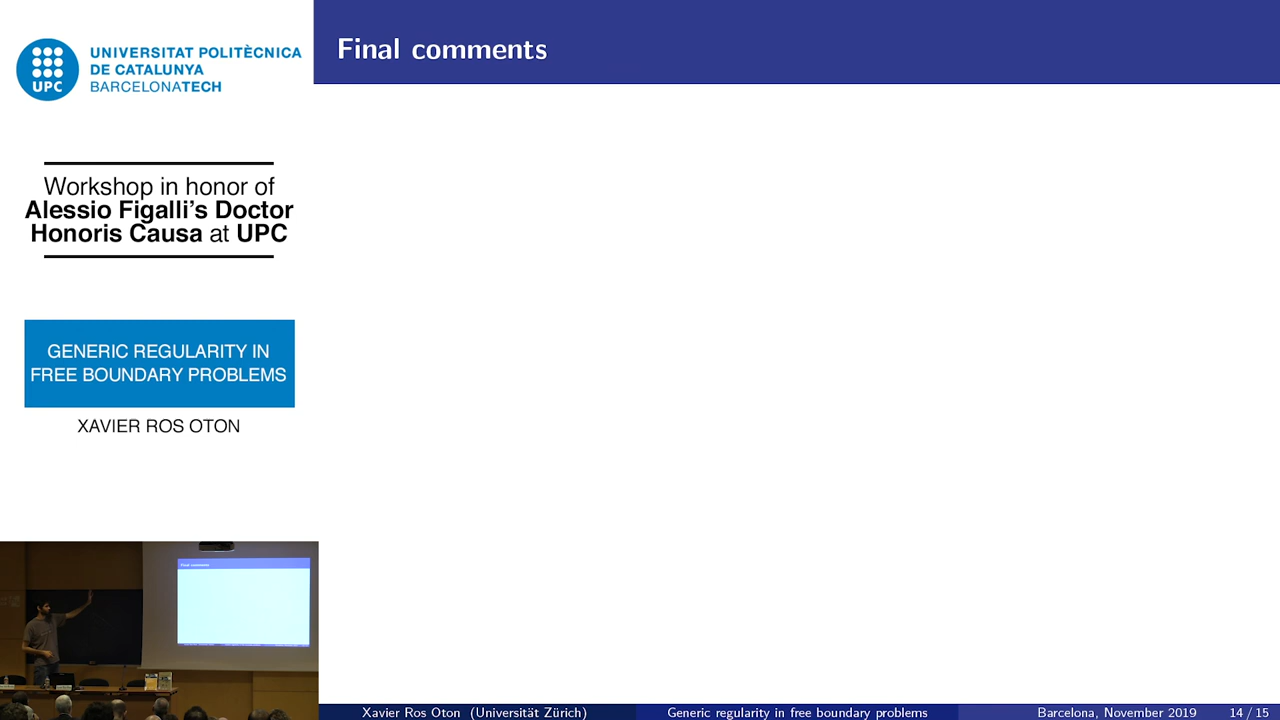 UNIVERSITAT POLITÈCNICA
DE CATALUNYA
BARCELONATECH
UPC
Workshop in honor of
Alessio Figalli's Doctor
Honoris Causa at UPC
GENERIC REGULARITY IN
FREE BOUNDARY PROBLEMS
XAVIER ROS OTON
Final comments
Final comments
Xavier Ros Oton (Universität Zürich)
Generic regularity in free boundary problems
Barcelona, November 2019
14 / 15